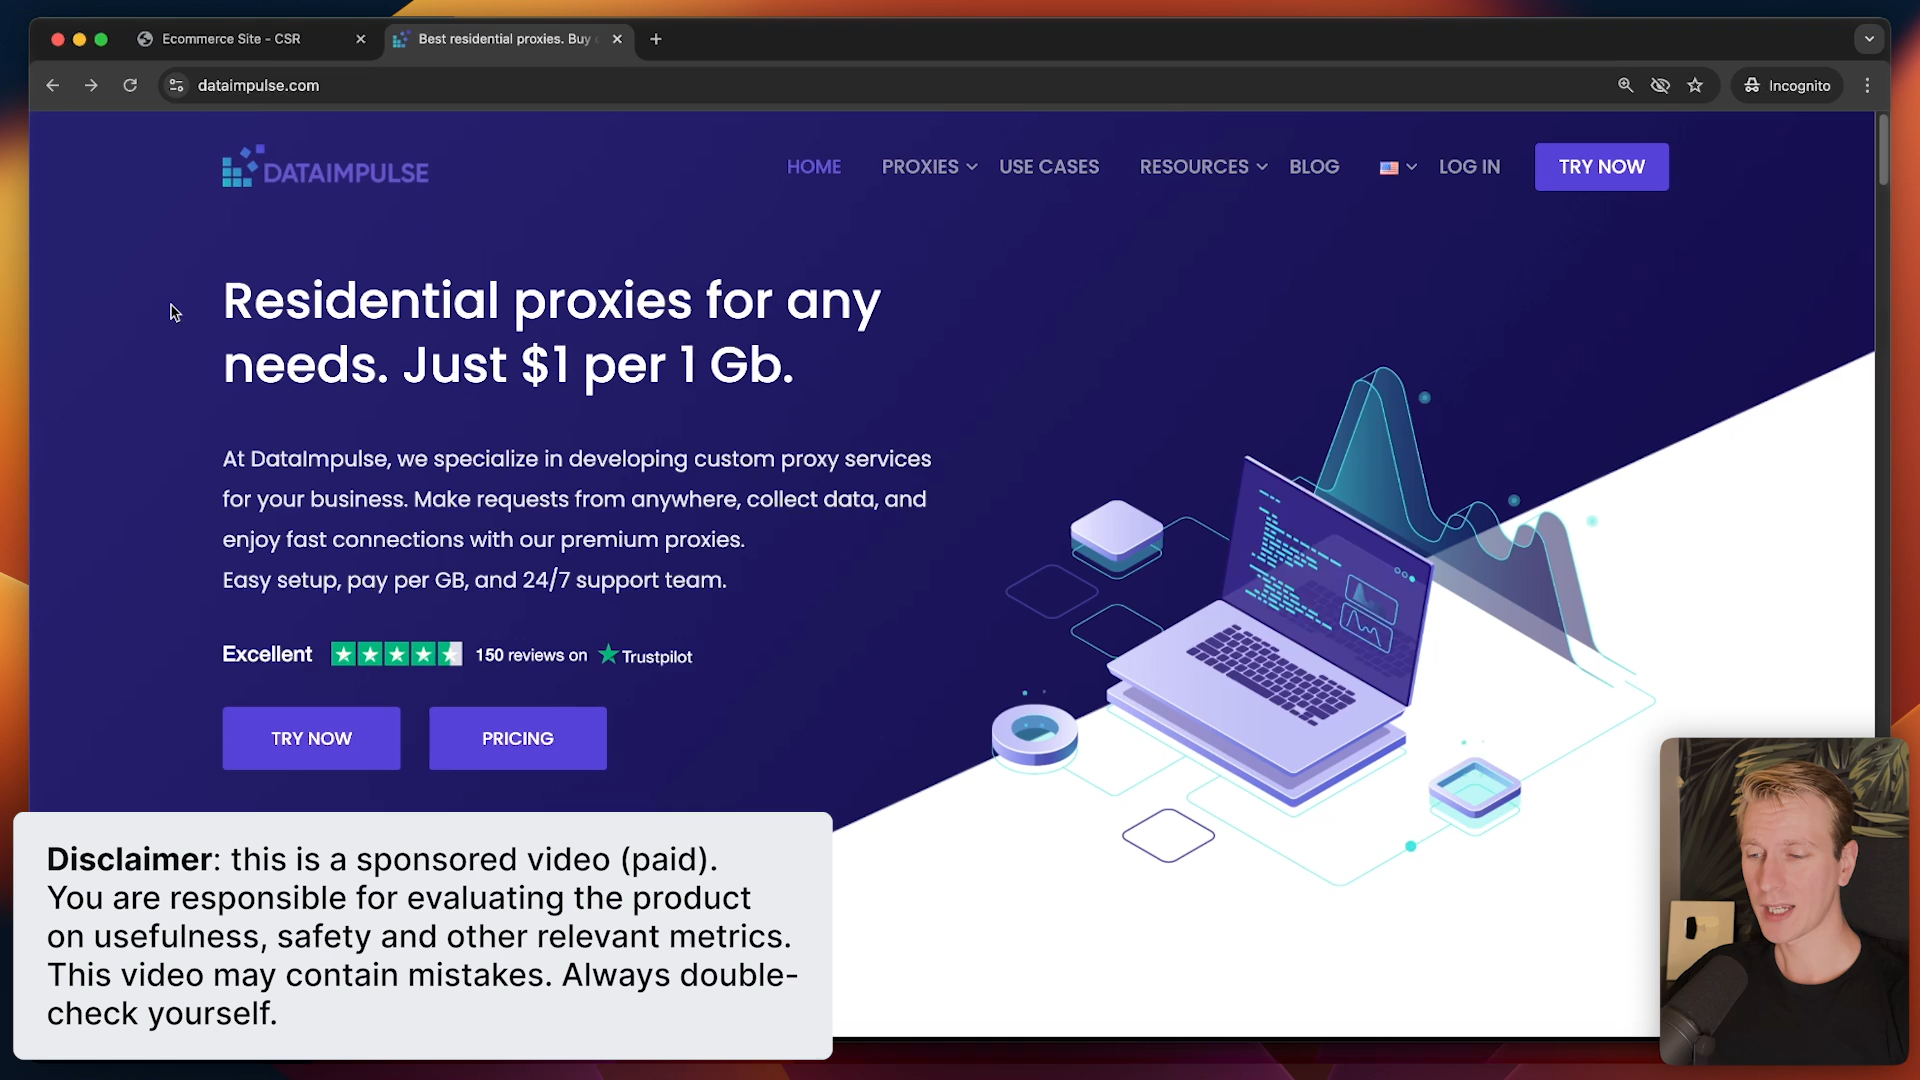 Ecommerce Site - CSR
Best residential proxies. Buy
dataimpulse.com
Incognito
DATAIMPULSE
HOME
PROXIES
USE CASES
RESOURCES
BLOG
LOG IN
TRY NOW
Residential proxies for any
needs. Just $1 per 1 Gb.
At DataImpulse, we specialize in developing custom proxy services
for your business. Make requests from anywhere, collect data, and
enjoy fast connections with our premium proxies.
Easy setup, pay per GB, and 24/7 support team.
Excellent
150 reviews on
Trustpilot
TRY NOW
PRICING
Disclaimer: this is a sponsored video (paid).
You are responsible for evaluating the product
on usefulness, safety and other relevant metrics.
This video may contain mistakes. Always double-
check yourself.